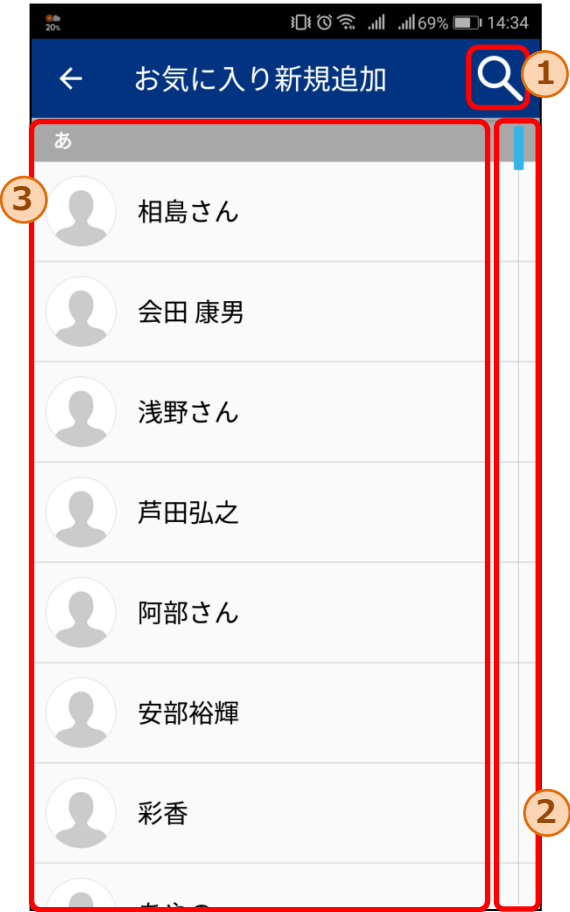 20%
69% 14:34
お気に入り新規追加
1
あ
3
相島さん
会田 康男
浅野さん
芦田弘之
阿部さん
安部裕輝
彩香
2